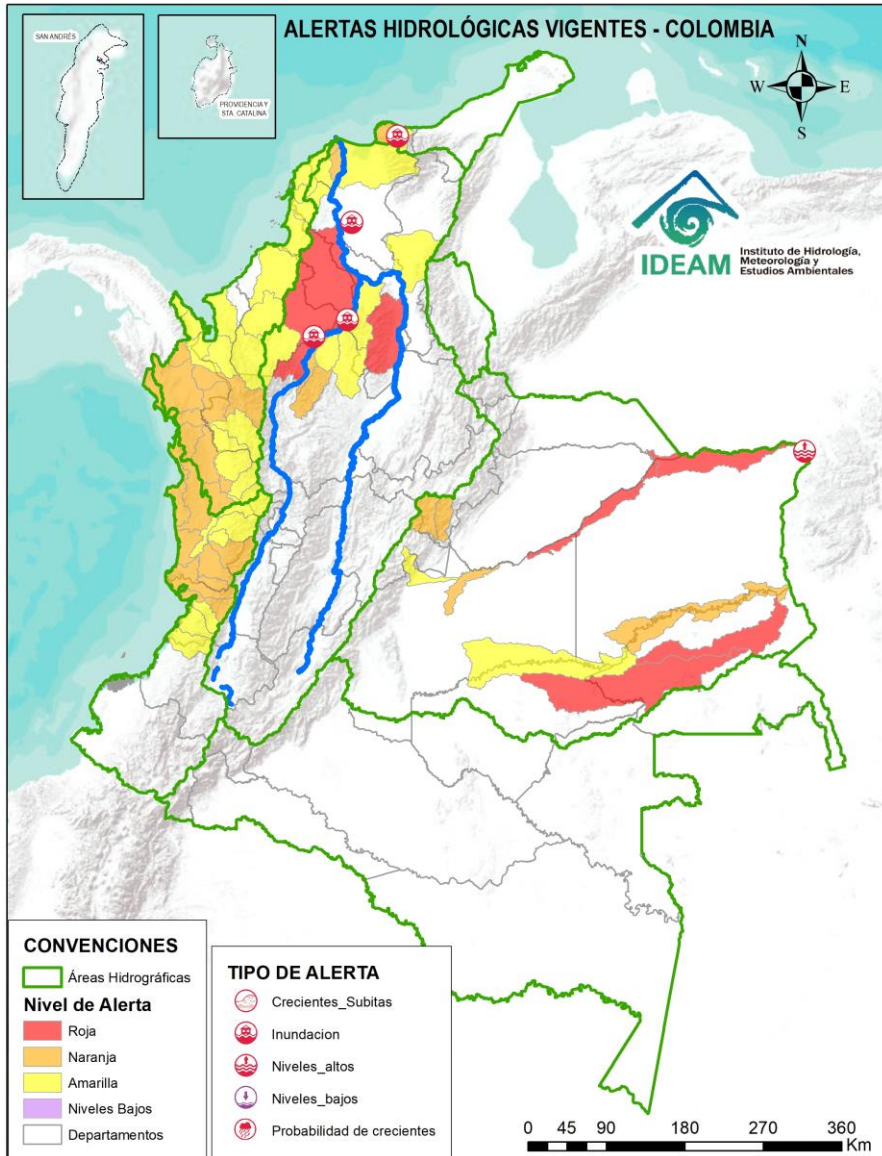 ALERTAS HIDROLÓGICAS VIGENTES - COLOMBIA
SAN ANDRÉS
PROVIDENCIA Y
STA. CATALINA
N
W
E
S
IDEAM
Instituto de Hidrología,
Meteorología y
Estudios Ambientales
CONVENCIONES
Áreas Hidrográficas
Nivel de Alerta
Roja
Naranja
Amarilla
Niveles Bajos
Departamentos
TIPO DE ALERTA
Crecientes_Subitas
Inundacion
Niveles_altos
Niveles_bajos
Probabilidad de crecientes
0 45 90 180 270 360
Km